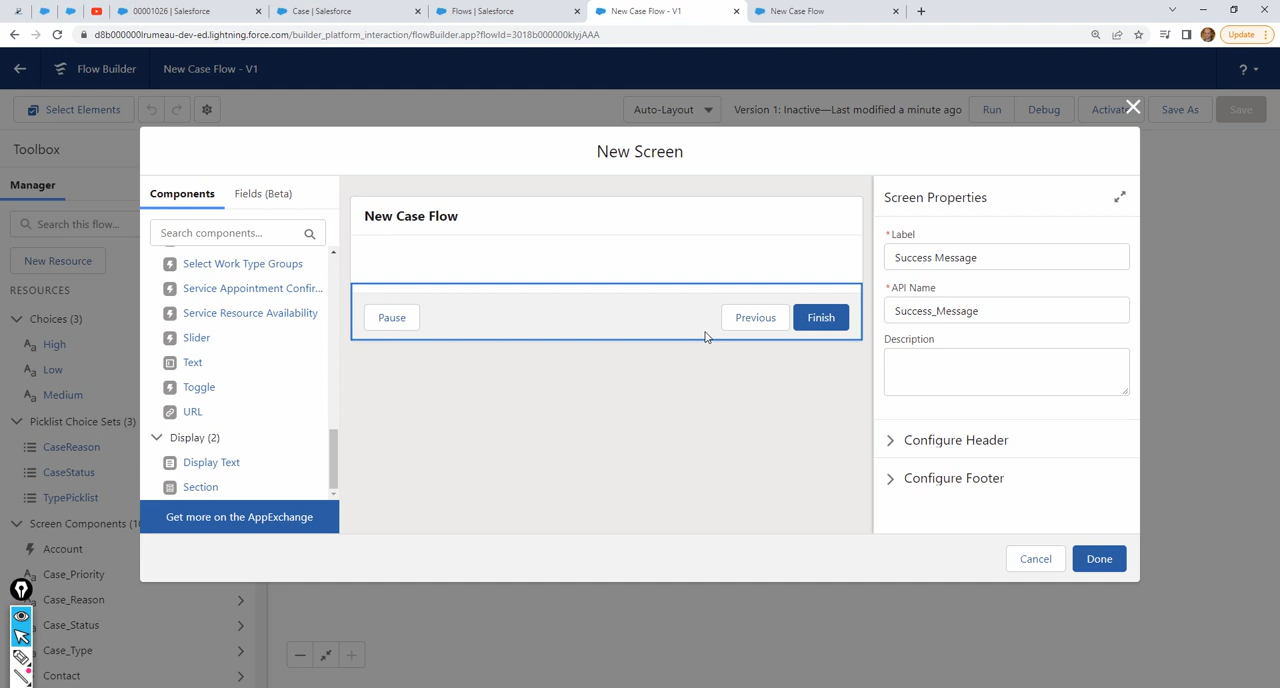 00001026 | Salesforce
Case | Salesforce
Flows | Salesforce
New Case Flow - V1
New Case Flow
d8b000000lrumeau-dev-ed.lightning.force.com/builder_platform_interaction/flowBuilder.app?flowId=3018b000000klyjAAA
Update
Flow Builder
New Case Flow - V1
?
Select Elements
Auto-Layout
Version 1: Inactive—Last modified a minute ago
Run
Debug
Activate
Save As
Save
Toolbox
Manager
Search this flow...
New Resource
RESOURCES
Choices (3)
High
Low
Medium
Picklist Choice Sets (3)
CaseReason
CaseStatus
TypePicklist
Screen Components (1
Account
Case_Priority
Case_Reason
Case_Status
Case_Type
Contact
New Screen
Components
Fields (Beta)
Search components...
Select Work Type Groups
Service Appointment Confir...
Service Resource Availability
Slider
Text
Toggle
URL
Display (2)
Display Text
Section
Get more on the AppExchange
New Case Flow
Pause
Previous
Finish
Screen Properties
* Label
Success Message
* API Name
Success_Message
Description
Configure Header
Configure Footer
Cancel
Done